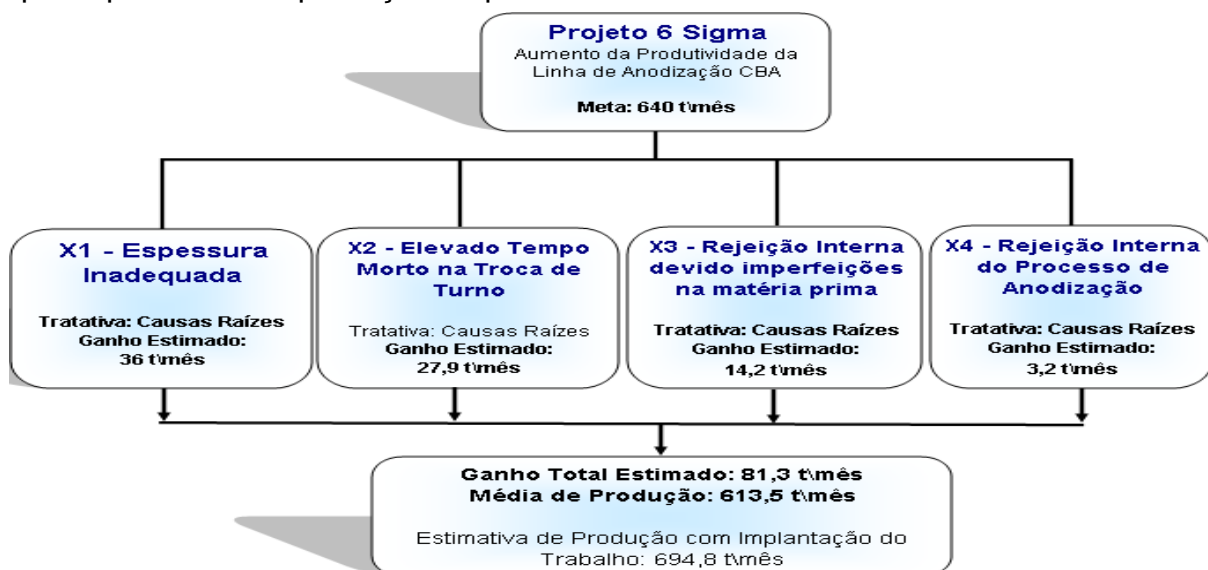 Projeto 6 Sigma
Aumento da Produtividade da
Linha de Anodização CBA
Meta: 640 t\mês
X1 - Espessura
Inadequada
Tratativa: Causas Raízes
Ganho Estimado:
36 t\mês
X2 - Elevado Tempo
Morto na Troca de
Turno
Tratativa: Causas Raízes
Ganho Estimado:
27,9 t\mês
X3 - Rejeição Interna
devido imperfeições
na matéria prima
Tratativa: Causas Raízes
Ganho Estimado:
14,2 t\mês
X4 - Rejeição Interna
do Processo de
Anodização
Tratativa: Causas Raízes
Ganho Estimado:
3,2 t\mês
Ganho Total Estimado: 81,3 t\mês
Média de Produção: 613,5 t\mês
Estimativa de Produção com Implantação do
Trabalho: 694,8 t\mês